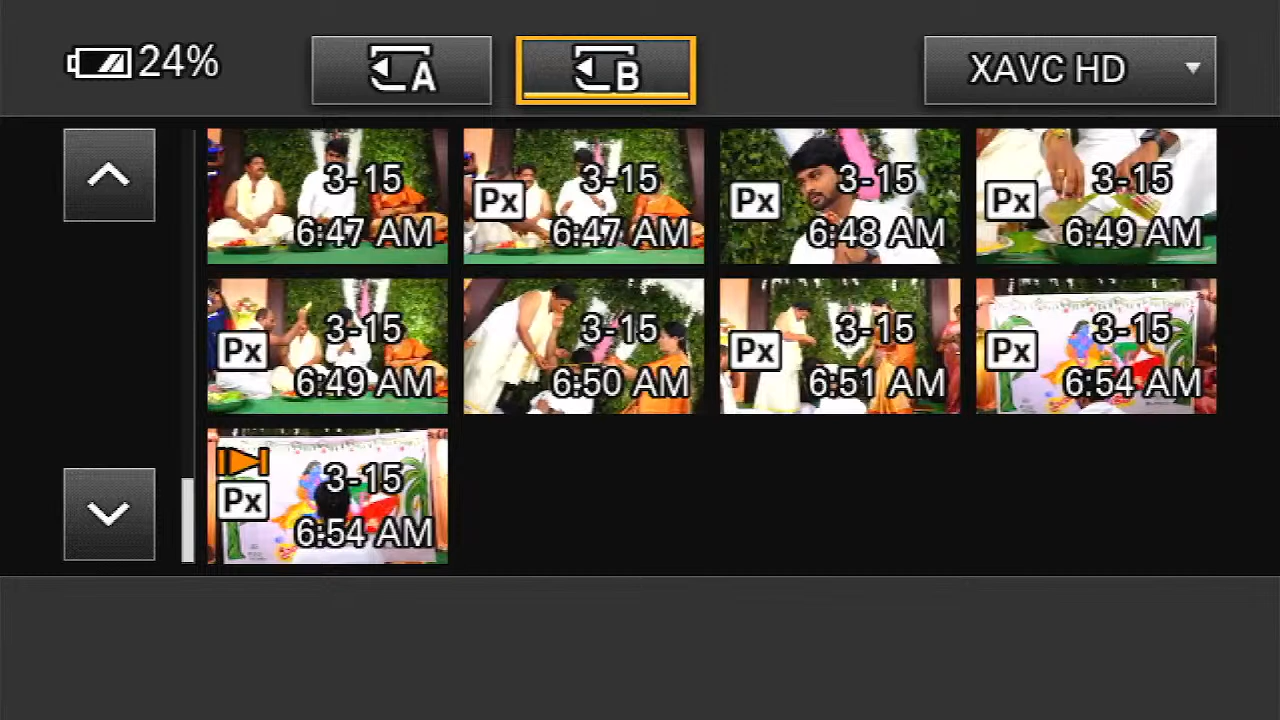 24% A B XAVC HD
3-15 3-15 3-15 3-15
Px Px Px
6:47 AM 6:47 AM 6:48 AM 6:49 AM
3-15 3-15 3-15 3-15
Px Px Px
6:49 AM 6:50 AM 6:51 AM 6:54 AM
3-15
Px
6:54 AM